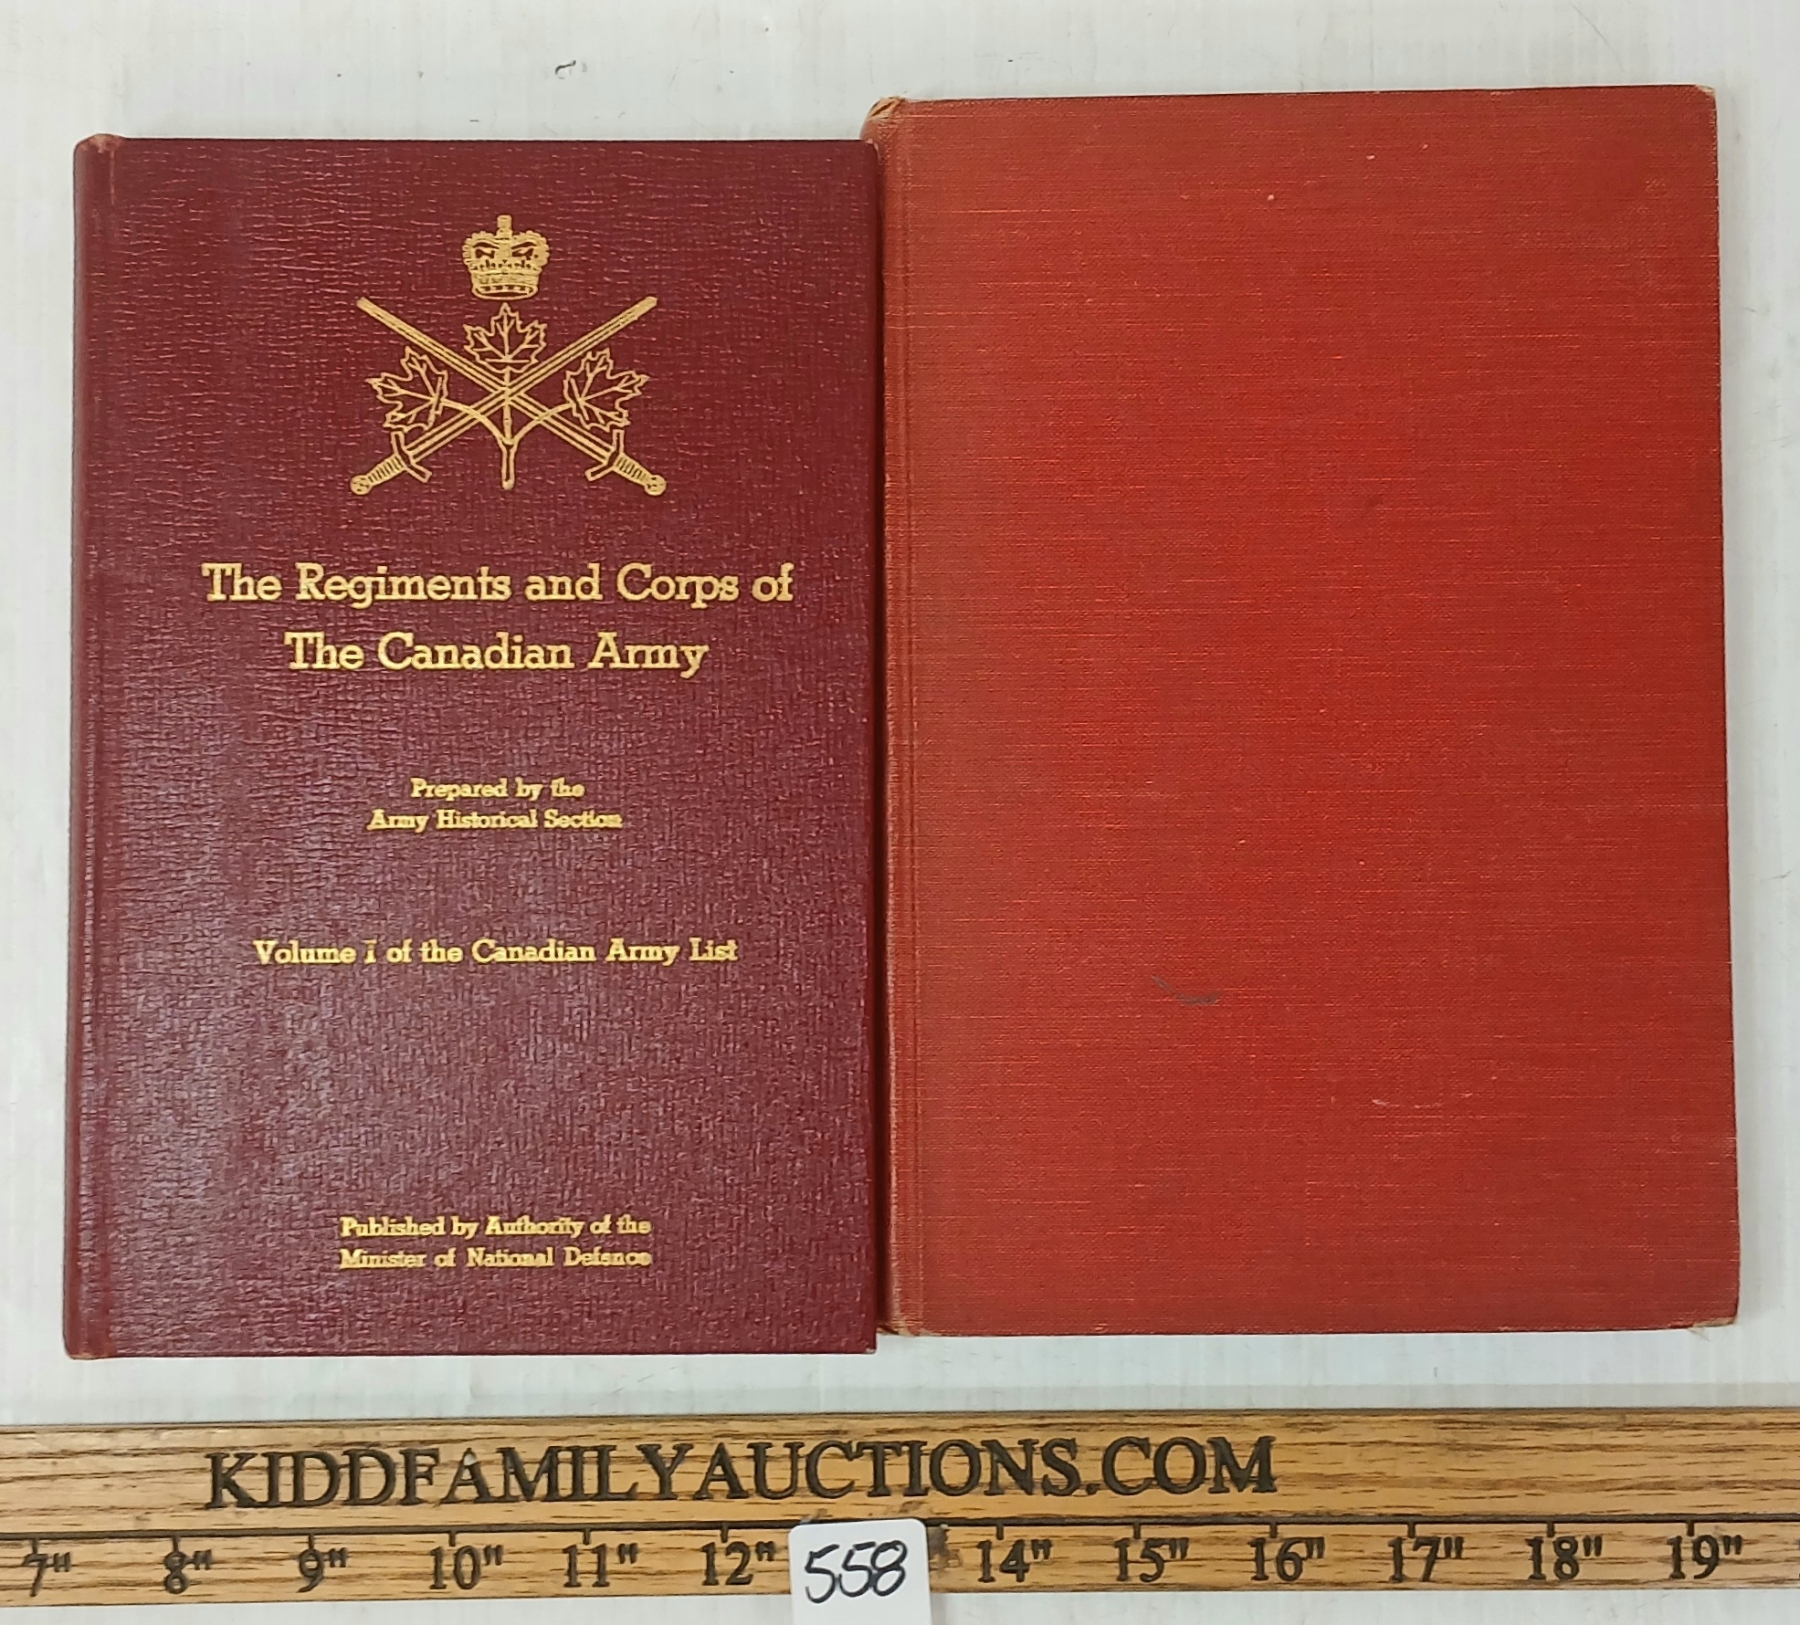 The Regiments and Corps of
The Canadian Army
Prepared by the
Army Historical Section
Volume I of the Canadian Army List
Published by Authority of the
Minister of National Defence
KIDDFAMILYAUCTIONS.COM
7" 8" 9" 10" 11" 12" 14" 15" 16" 17" 18" 19"
558